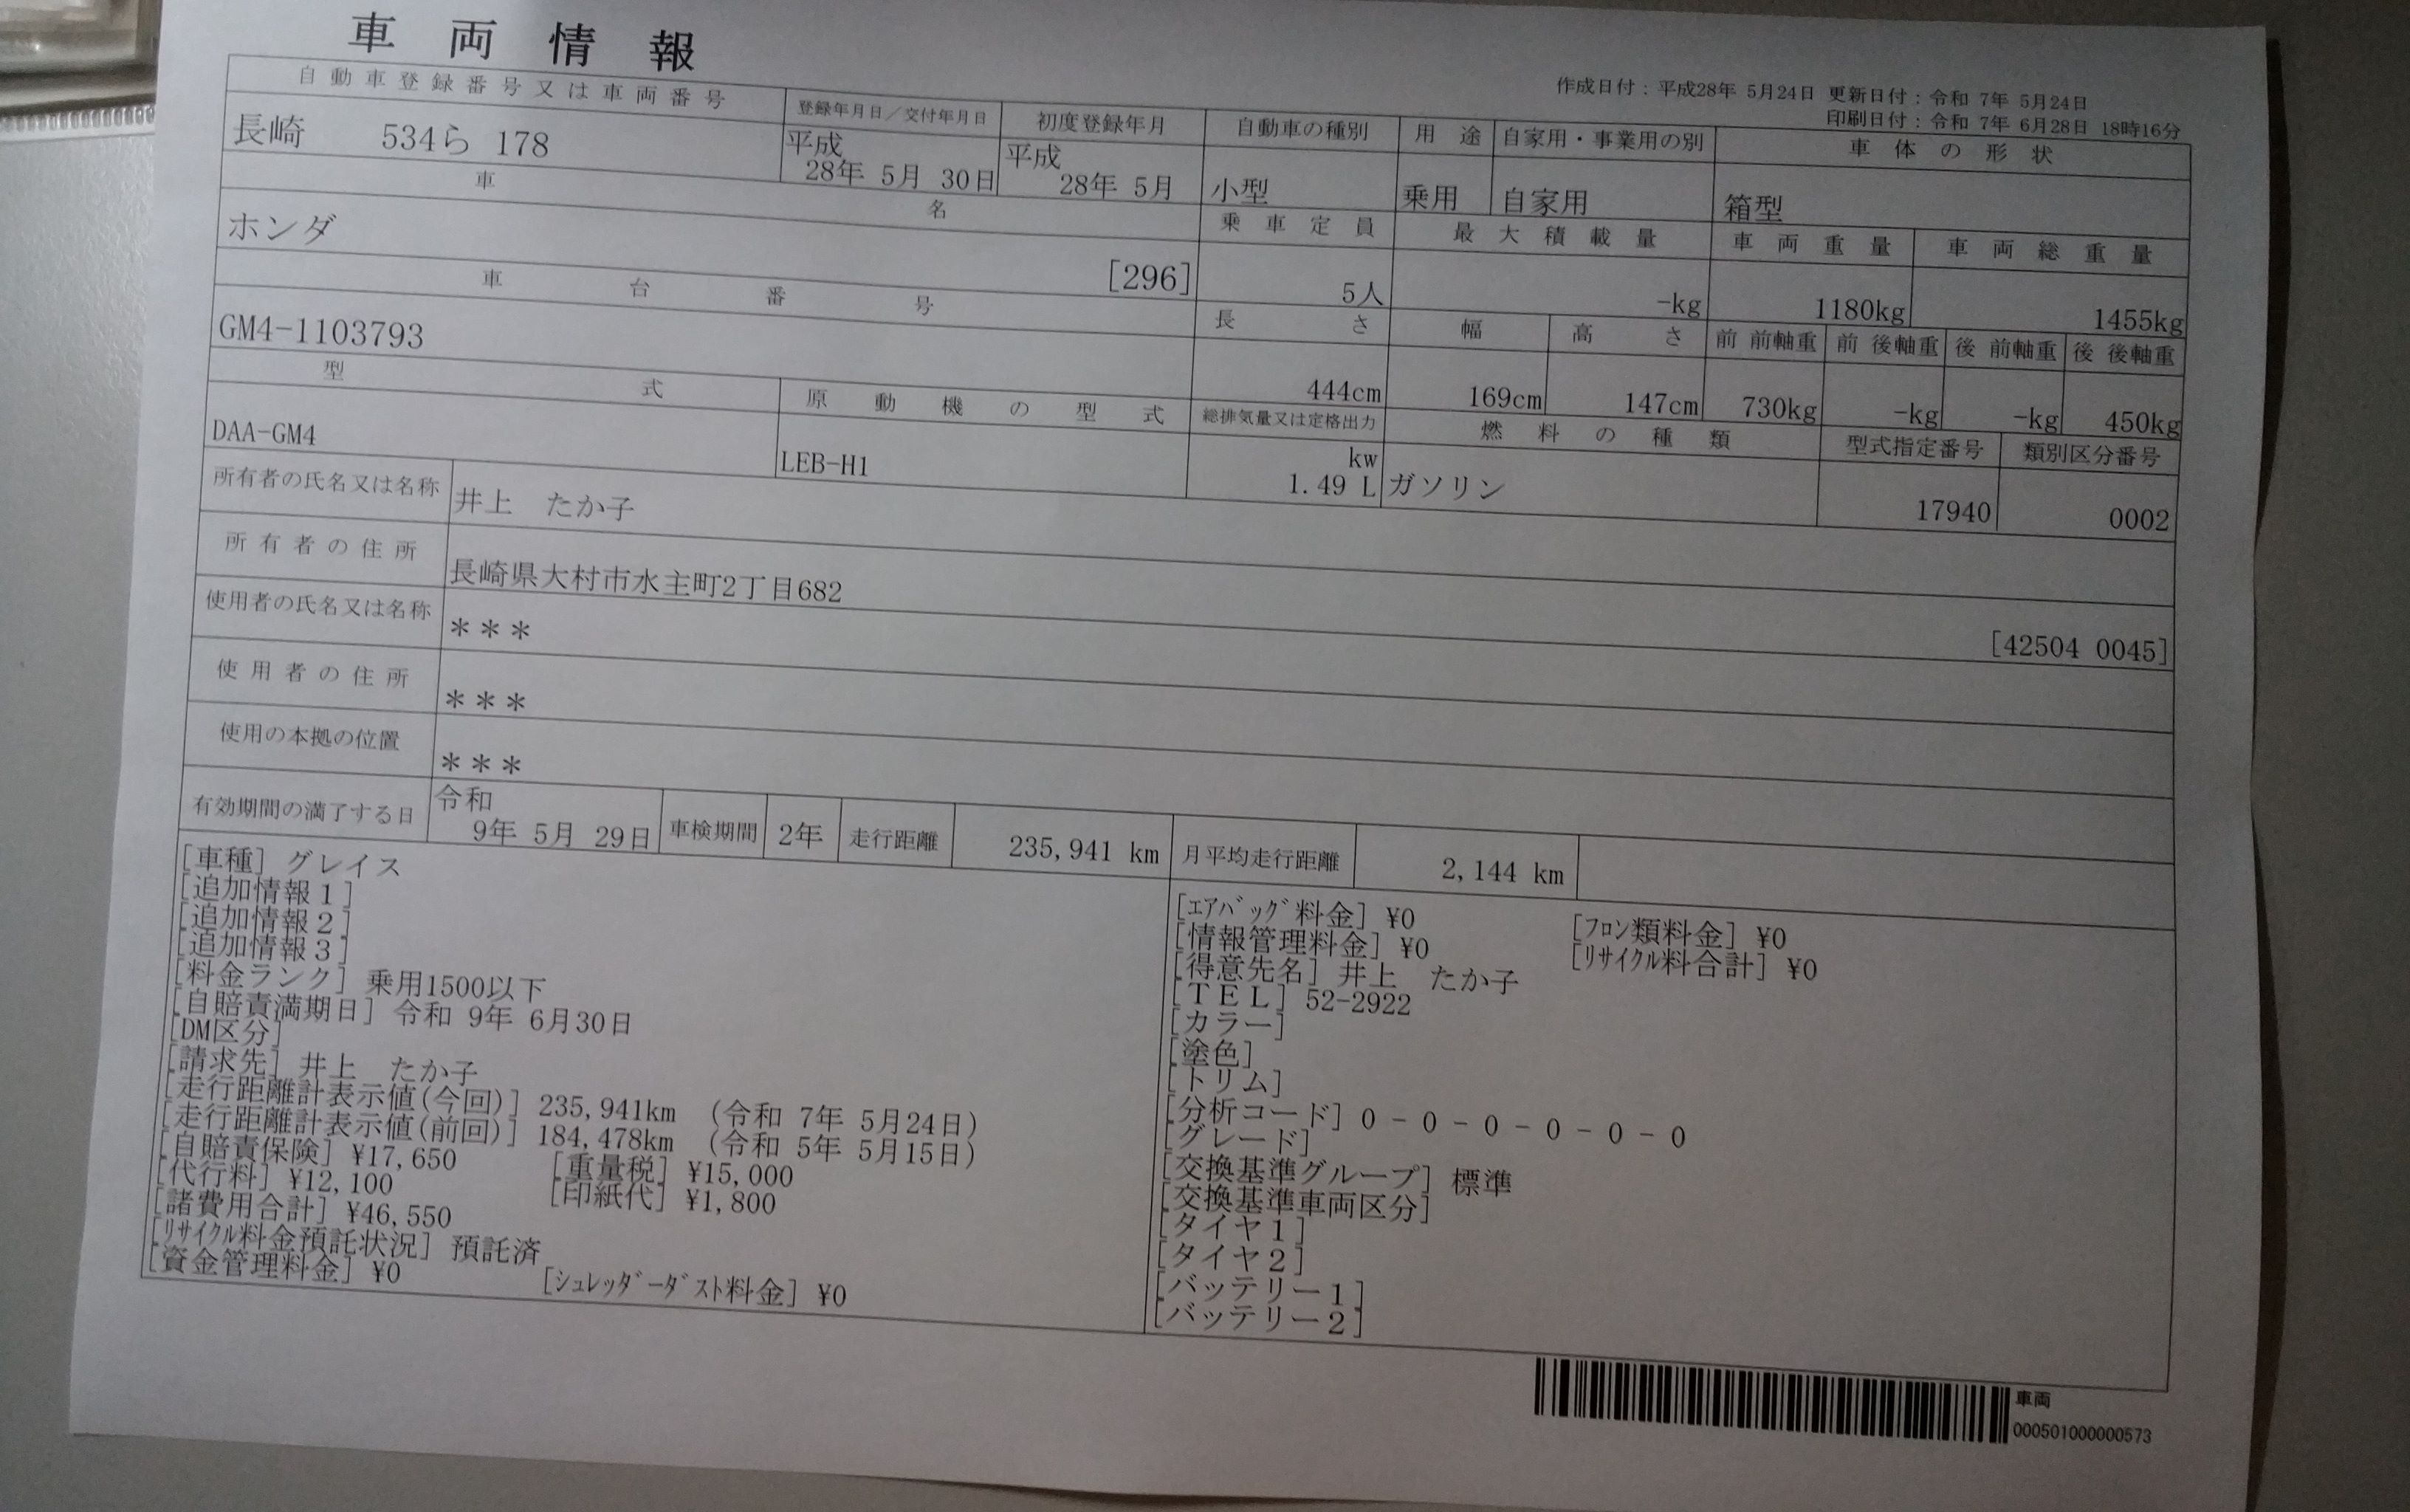 車両情報
作成日付：平成28年 5月24日 更新日付：令和 7年 5月24日
印刷日付：令和 7年 6月28日 18時16分
自動車登録番号又は車両番号 登録年月日／交付年月日 初度登録年月 自動車の種別 用途 自家用・事業用の別 車体の形状
長崎 534ら 178 平成28年 5月 30日 平成28年 5月 小型 乗用 自家用 箱型
車名 乗車定員 最大積載量 車両重量 車両総重量
ホンダ [296] 5人 -kg 1180kg 1455kg
車台番号 長さ 幅 高さ 前前軸重 前後軸重 後前軸重 後後軸重
GM4-1103793 444cm 169cm 147cm 730kg -kg -kg 450kg
型式 原動機の型式 総排気量又は定格出力 燃料の種類 型式指定番号 類別区分番号
DAA-GM4 LEB-H1 kw 1.49 L ガソリン 17940 0002
所有者の氏名又は名称 井上 たか子
所有者の住所 長崎県大村市水主町2丁目682
[42504 0045]
使用者の氏名又は名称 ＊＊＊
使用者の住所 ＊＊＊
使用の本拠の位置 ＊＊＊
有効期間の満了する日 令和9年 5月 29日 車検期間 2年 走行距離 235,941 km 月平均走行距離 2,144 km
[車種] グレイス
[追加情報１]
[追加情報２]
[追加情報３]
[料金ランク] 乗用1500以下
[自賠責満期日] 令和 9年 6月30日
[DM区分]
[請求先] 井上 たか子
[走行距離計表示値(今回)] 235,941km (令和 7年 5月24日)
[走行距離計表示値(前回)] 184,478km (令和 5年 5月15日)
[自賠責保険] ¥17,650 [重量税] ¥15,000
[代行料] ¥12,100 [印紙代] ¥1,800
[諸費用合計] ¥46,550
[ﾘｻｲｸﾙ料金預託状況] 預託済
[資金管理料金] ¥0 [ｼｭﾚｯﾀﾞｰﾀﾞｽﾄ料金] ¥0
[ｴｱﾊﾞｯｸﾞ料金] ¥0 [ﾌﾛﾝ類料金] ¥0
[情報管理料金] ¥0 [ﾘｻｲｸﾙ料合計] ¥0
[得意先名] 井上 たか子
[ＴＥＬ] 52-2922
[カラー]
[塗色]
[トリム]
[分析コード] 0 - 0 - 0 - 0 - 0 - 0
[グレード]
[交換基準グループ] 標準
[交換基準車両区分]
[タイヤ１]
[タイヤ２]
[バッテリー１]
[バッテリー２]
車両
000501000000573